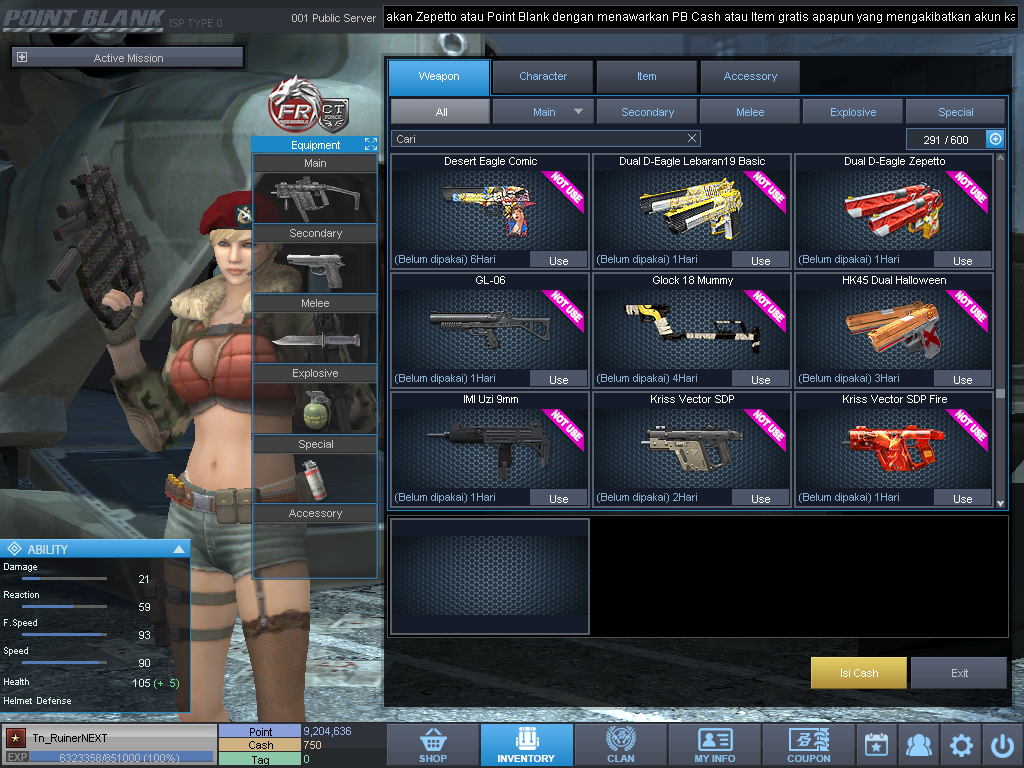 POINT BLANK ISP TYPE 0 001 Public Server akan Zepetto atau Point Blank dengan menawarkan PB Cash atau Item gratis apapun yang mengakibatkan akun ka
Active Mission
FR
CT
FORCE
Weapon Character Item Accessory
All Main Secondary Melee Explosive Special
Cari 291 / 600
Equipment
Main
Secondary
Melee
Explosive
Special
Accessory
Desert Eagle Comic Dual D-Eagle Lebaran19 Basic Dual D-Eagle Zepetto
NOT USE NOT USE NOT USE
(Belum dipakai) 6Hari Use (Belum dipakai) 1Hari Use (Belum dipakai) 1Hari Use
GL-06 Glock 18 Mummy HK45 Dual Halloween
NOT USE NOT USE NOT USE
(Belum dipakai) 1Hari Use (Belum dipakai) 4Hari Use (Belum dipakai) 3Hari Use
IMI Uzi 9mm Kriss Vector SDP Kriss Vector SDP Fire
NOT USE NOT USE NOT USE
(Belum dipakai) 1Hari Use (Belum dipakai) 2Hari Use (Belum dipakai) 1Hari Use
ABILITY
Damage
21
Reaction
59
F.Speed
93
Speed
90
Health 105 (+ 5)
Helmet Defense
Isi Cash Exit
Tn_RuinerNEXT
EXP 6323358/851000 (100%)
Point 9,204,636
Cash 750
Tag 0
SHOP INVENTORY CLAN MY INFO COUPON